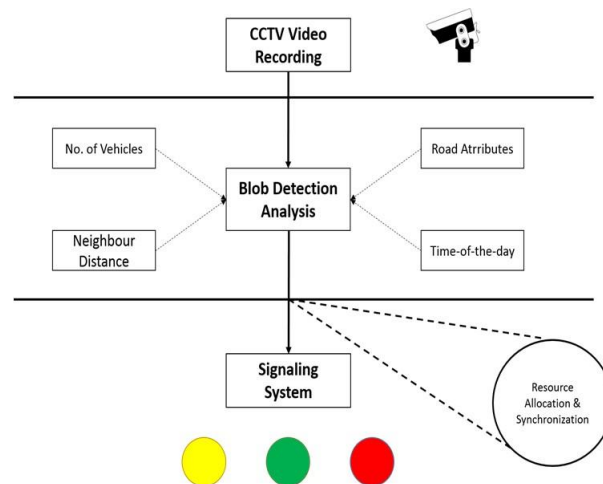 CCTV Video
Recording
No. of Vehicles
Road Atrributes
Blob Detection
Analysis
Neighbour
Distance
Time-of-the-day
Signaling
System
Resource
Allocation &
Synchronization